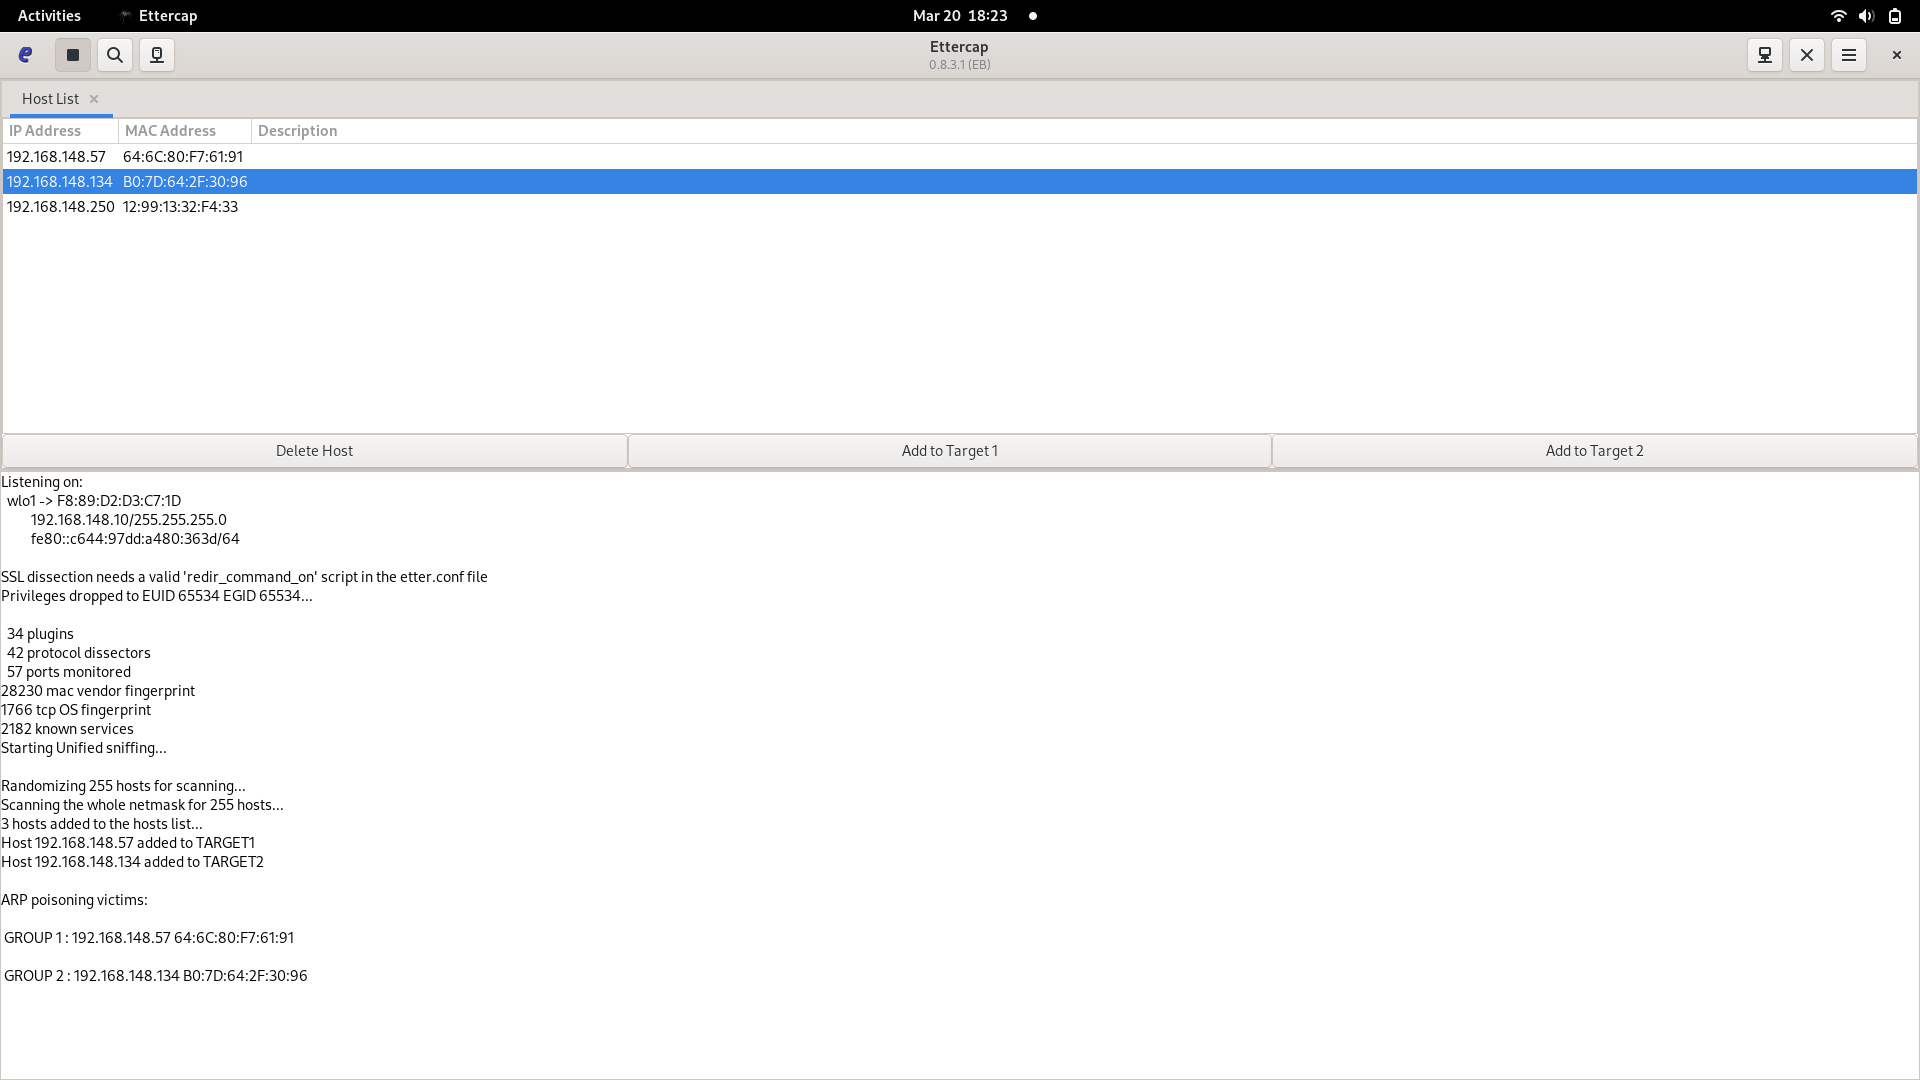 Activities Ettercap Mar 20 18:23
Ettercap
0.8.3.1 (EB)
Host List
IP Address MAC Address Description
192.168.148.57 64:6C:80:F7:61:91
192.168.148.134 B0:7D:64:2F:30:96
192.168.148.250 12:99:13:32:F4:33
Delete Host Add to Target 1 Add to Target 2
Listening on:
wlo1 -> F8:89:D2:D3:C7:1D
192.168.148.10/255.255.255.0
fe80::c644:97dd:a480:363d/64
SSL dissection needs a valid 'redir_command_on' script in the etter.conf file
Privileges dropped to EUID 65534 EGID 65534...
34 plugins
42 protocol dissectors
57 ports monitored
28230 mac vendor fingerprint
1766 tcp OS fingerprint
2182 known services
Starting Unified sniffing...
Randomizing 255 hosts for scanning...
Scanning the whole netmask for 255 hosts...
3 hosts added to the hosts list...
Host 192.168.148.57 added to TARGET1
Host 192.168.148.134 added to TARGET2
ARP poisoning victims:
GROUP 1 : 192.168.148.57 64:6C:80:F7:61:91
GROUP 2 : 192.168.148.134 B0:7D:64:2F:30:96